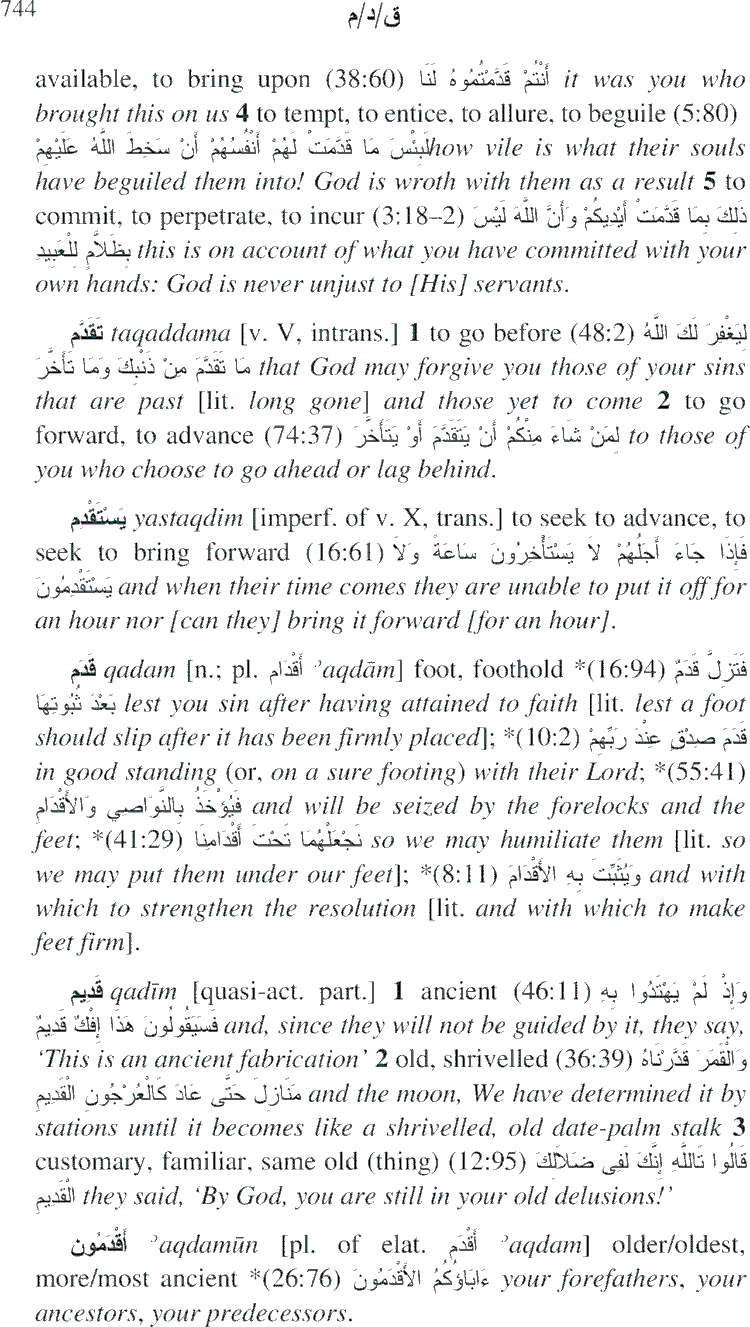 744
ق/د/م
available, to bring upon (38:60) أَنْتُمْ قَدَّمْتُمُوهُ لَنَا it was you who
brought this on us 4 to tempt, to entice, to allure, to beguile (5:80)
لَبِئْسَ مَا قَدَّمَتْ لَهُمْ أَنْفُسُهُمْ أَنْ سَخِطَ اللَّهُ عَلَيْهِمْ how vile is what their souls
have beguiled them into! God is wroth with them as a result 5 to
commit, to perpetrate, to incur (3:18–2) ذَلِكَ بِمَا قَدَّمَتْ أَيْدِيكُمْ وَأَنَّ اللَّهَ لَيْسَ
بِظَلَّامٍ لِلْعَبِيدِ this is on account of what you have committed with your
own hands: God is never unjust to [His] servants.
تَقَدَّم taqaddama [v. V, intrans.] 1 to go before (48:2) لِيَغْفِرَ لَكَ اللَّهُ
مَا تَقَدَّمَ مِنْ ذَنْبِكَ وَمَا تَأَخَّرَ that God may forgive you those of your sins
that are past [lit. long gone] and those yet to come 2 to go
forward, to advance (74:37) لِمَنْ شَاءَ مِنْكُمْ أَنْ يَتَقَدَّمَ أَوْ يَتَأَخَّرَ to those of
you who choose to go ahead or lag behind.
يَسْتَقْدِم yastaqdim [imperf. of v. X, trans.] to seek to advance, to
seek to bring forward (16:61) فَإِذَا جَاءَ أَجَلُهُمْ لَا يَسْتَأْخِرُونَ سَاعَةً وَلَا
يَسْتَقْدِمُونَ and when their time comes they are unable to put it off for
an hour nor [can they] bring it forward [for an hour].
قَدَم qadam [n.; pl. أَقْدَام ʾaqdām] foot, foothold *(16:94) فَتَزِلَّ قَدَمٌ
بَعْدَ ثُبُوتِهَا lest you sin after having attained to faith [lit. lest a foot
should slip after it has been firmly placed]; *(10:2) قَدَمَ صِدْقٍ عِنْدَ رَبِّهِمْ
in good standing (or, on a sure footing) with their Lord; *(55:41)
فَيُؤْخَذُ بِالنَّوَاصِي وَالأَقْدَامِ and will be seized by the forelocks and the
feet; *(41:29) نَجْعَلْهُمَا تَحْتَ أَقْدَامِنَا so we may humiliate them [lit. so
we may put them under our feet]; *(8:11) وَيُثَبِّتَ بِهِ الأَقْدَامَ and with
which to strengthen the resolution [lit. and with which to make
feet firm].
قَدِيم qadīm [quasi-act. part.] 1 ancient (46:11) وَإِذْ لَمْ يَهْتَدُوا بِهِ
فَسَيَقُولُونَ هَذَا إِفْكٌ قَدِيمٌ and, since they will not be guided by it, they say,
‘This is an ancient fabrication’ 2 old, shrivelled (36:39) وَالْقَمَرَ قَدَّرْنَاهُ
مَنَازِلَ حَتَّى عَادَ كَالْعُرْجُونِ الْقَدِيمِ and the moon, We have determined it by
stations until it becomes like a shrivelled, old date-palm stalk 3
customary, familiar, same old (thing) (12:95) قَالُوا تَاللَّهِ إِنَّكَ لَفِي ضَلَالِكَ
الْقَدِيمِ they said, ‘By God, you are still in your old delusions!’
أَقْدَمُون ʾaqdamūn [pl. of elat. أَقْدَم ʾaqdam] older/oldest,
more/most ancient *(26:76) ءَابَاؤُكُمُ الأَقْدَمُونَ your forefathers, your
ancestors, your predecessors.